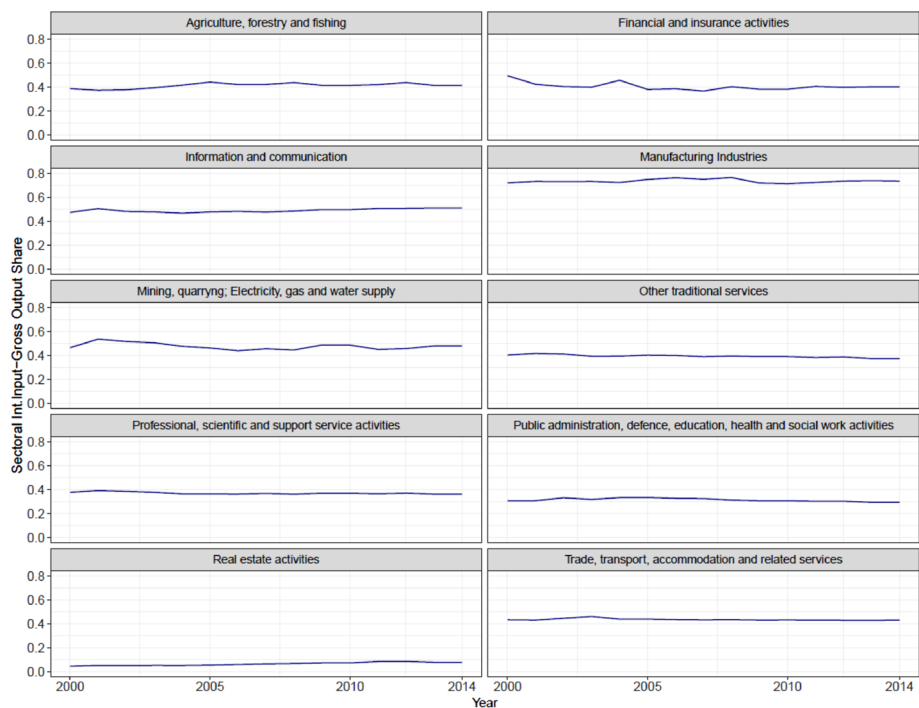 Agriculture, forestry and fishing
Financial and insurance activities
0.8
0.6
0.4
0.2
0.0
Information and communication
Manufacturing Industries
0.8
0.6
0.4
0.2
0.0
Mining, quarryng; Electricity, gas and water supply
Other traditional services
0.8
0.6
0.4
0.2
0.0
Professional, scientific and support service activities
Public administration, defence, education, health and social work activities
0.8
0.6
0.4
0.2
0.0
Real estate activities
Trade, transport, accommodation and related services
0.8
0.6
0.4
0.2
0.0
Sectoral Int.Input−Gross Output Share
2000 2005 2010 2014 2000 2005 2010 2014
Year